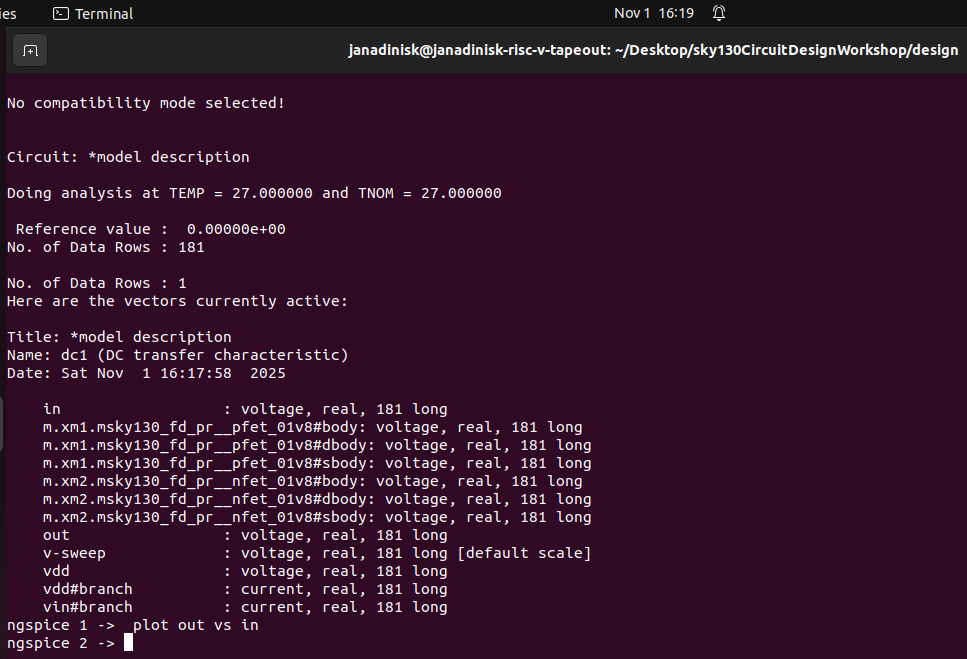 ies Terminal Nov 1 16:19
janadinisk@janadinisk-risc-v-tapeout: ~/Desktop/sky130CircuitDesignWorkshop/design
No compatibility mode selected!
Circuit: *model description
Doing analysis at TEMP = 27.000000 and TNOM = 27.000000
Reference value :  0.00000e+00
No. of Data Rows : 181
No. of Data Rows : 1
Here are the vectors currently active:
Title: *model description
Name: dc1 (DC transfer characteristic)
Date: Sat Nov  1 16:17:58  2025
in                  : voltage, real, 181 long
m.xm1.msky130_fd_pr__pfet_01v8#body: voltage, real, 181 long
m.xm1.msky130_fd_pr__pfet_01v8#dbody: voltage, real, 181 long
m.xm1.msky130_fd_pr__pfet_01v8#sbody: voltage, real, 181 long
m.xm2.msky130_fd_pr__nfet_01v8#body: voltage, real, 181 long
m.xm2.msky130_fd_pr__nfet_01v8#dbody: voltage, real, 181 long
m.xm2.msky130_fd_pr__nfet_01v8#sbody: voltage, real, 181 long
out                 : voltage, real, 181 long
v-sweep             : voltage, real, 181 long [default scale]
vdd                 : voltage, real, 181 long
vdd#branch          : current, real, 181 long
vin#branch          : current, real, 181 long
ngspice 1 ->  plot out vs in
ngspice 2 ->